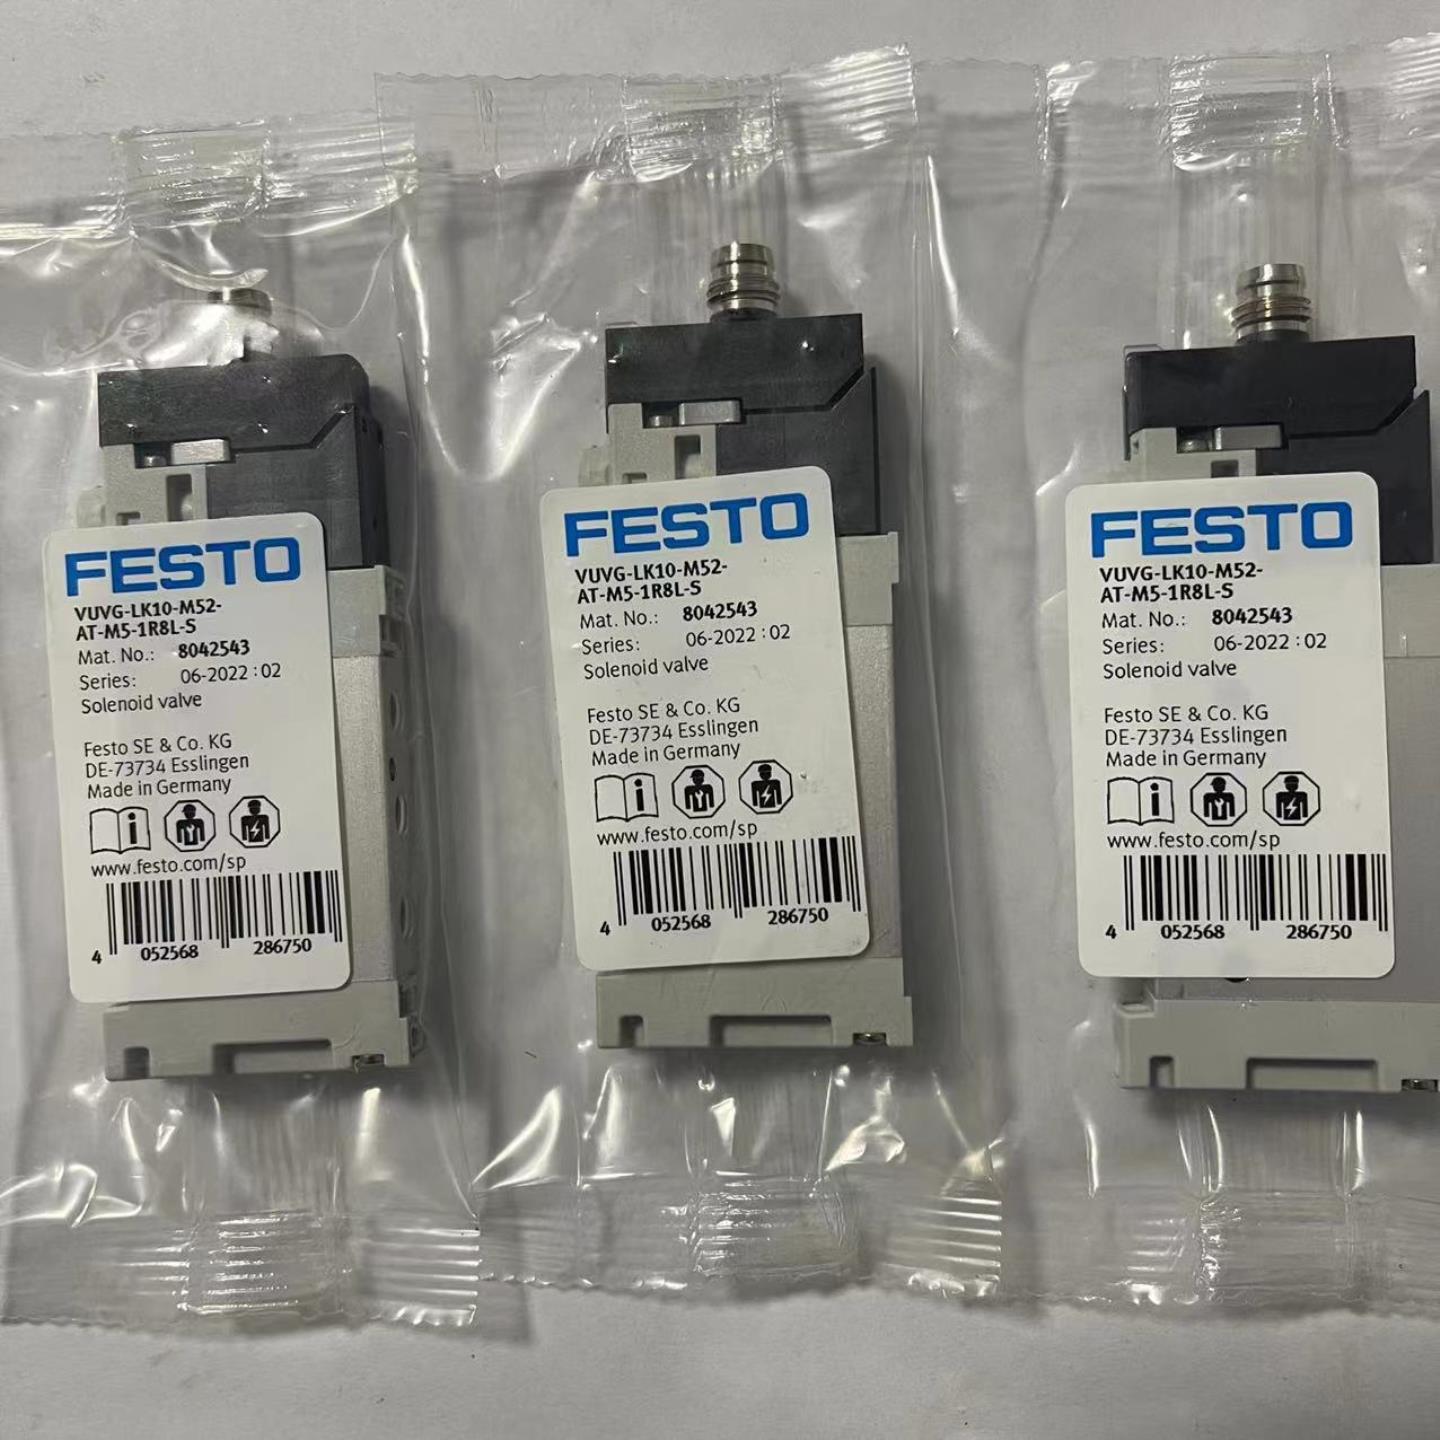 FESTO
VUVG-LK10-M52-
AT-M5-1R8L-S
Mat. No.: 8042543
Series: 06-2022 : 02
Solenoid valve
Festo SE & Co. KG
DE-73734 Esslingen
Made in Germany
www.festo.com/sp
4 052568 286750
FESTO
VUVG-LK10-M52-
AT-M5-1R8L-S
Mat. No.: 8042543
Series: 06-2022 : 02
Solenoid valve
Festo SE & Co. KG
DE-73734 Esslingen
Made in Germany
www.festo.com/sp
4 052568 286750
FESTO
VUVG-LK10-M52-
AT-M5-1R8L-S
Mat. No.: 8042543
Series: 06-2022 : 02
Solenoid valve
Festo SE & Co. KG
DE-73734 Esslingen
Made in Germany
www.festo.com/sp
4 052568 286750